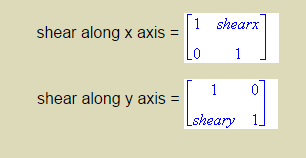 shear along x axis = [1 shearx
0 1]
shear along y axis = [1 0
sheary 1]